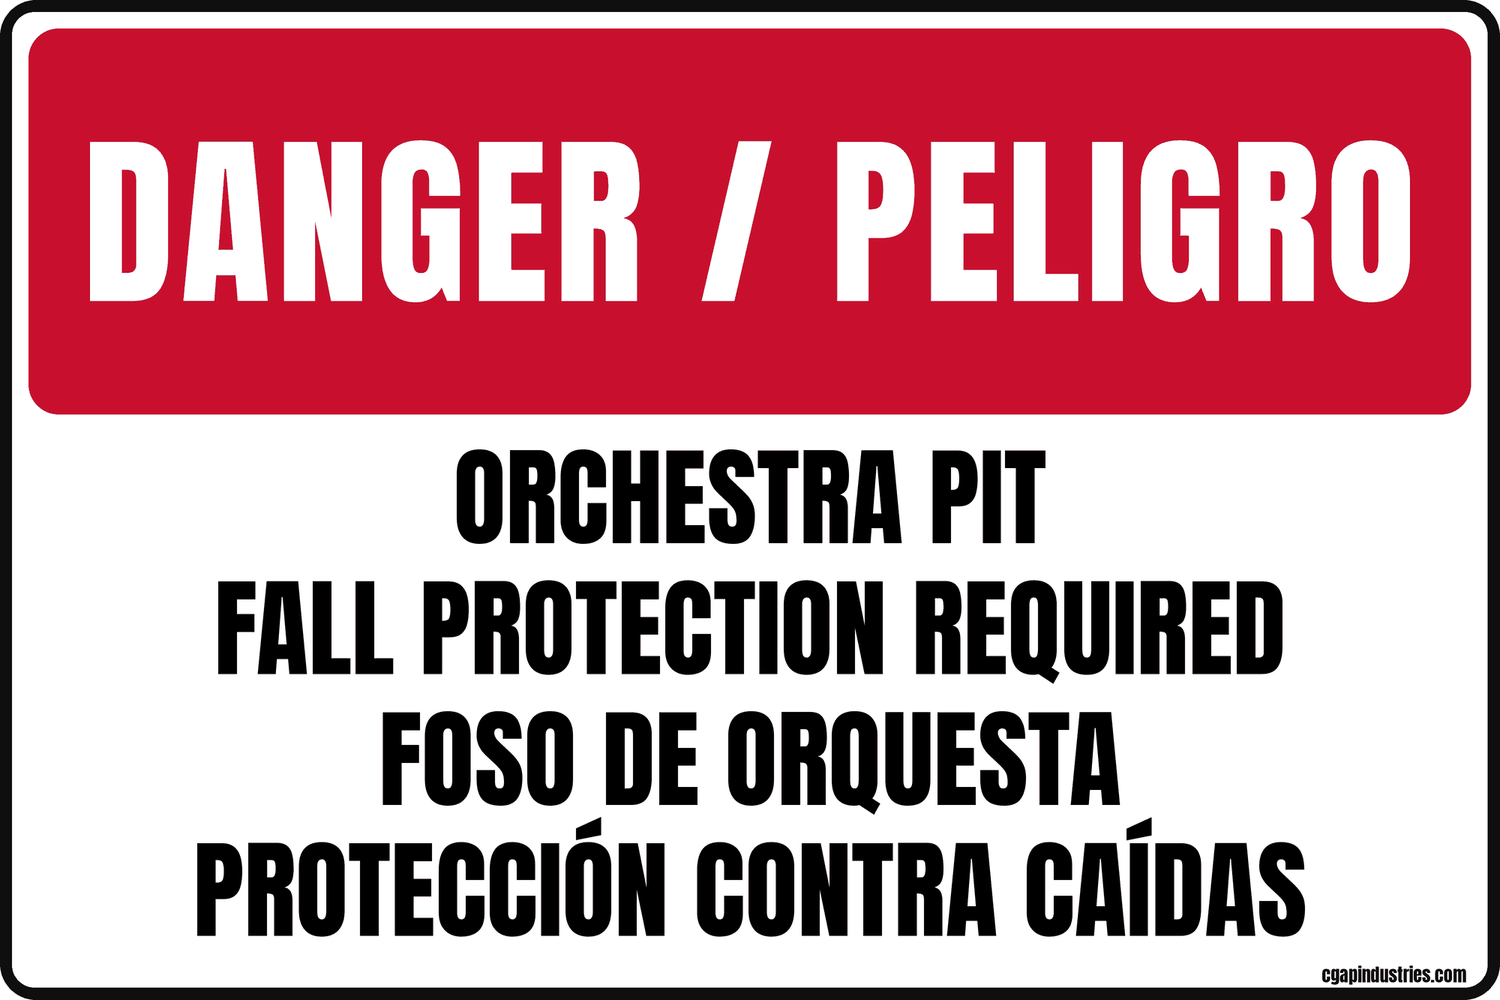 DANGER / PELIGRO
ORCHESTRA PIT
FALL PROTECTION REQUIRED
FOSO DE ORQUESTA
PROTECCIÓN CONTRA CAÍDAS
cgapindustries.com